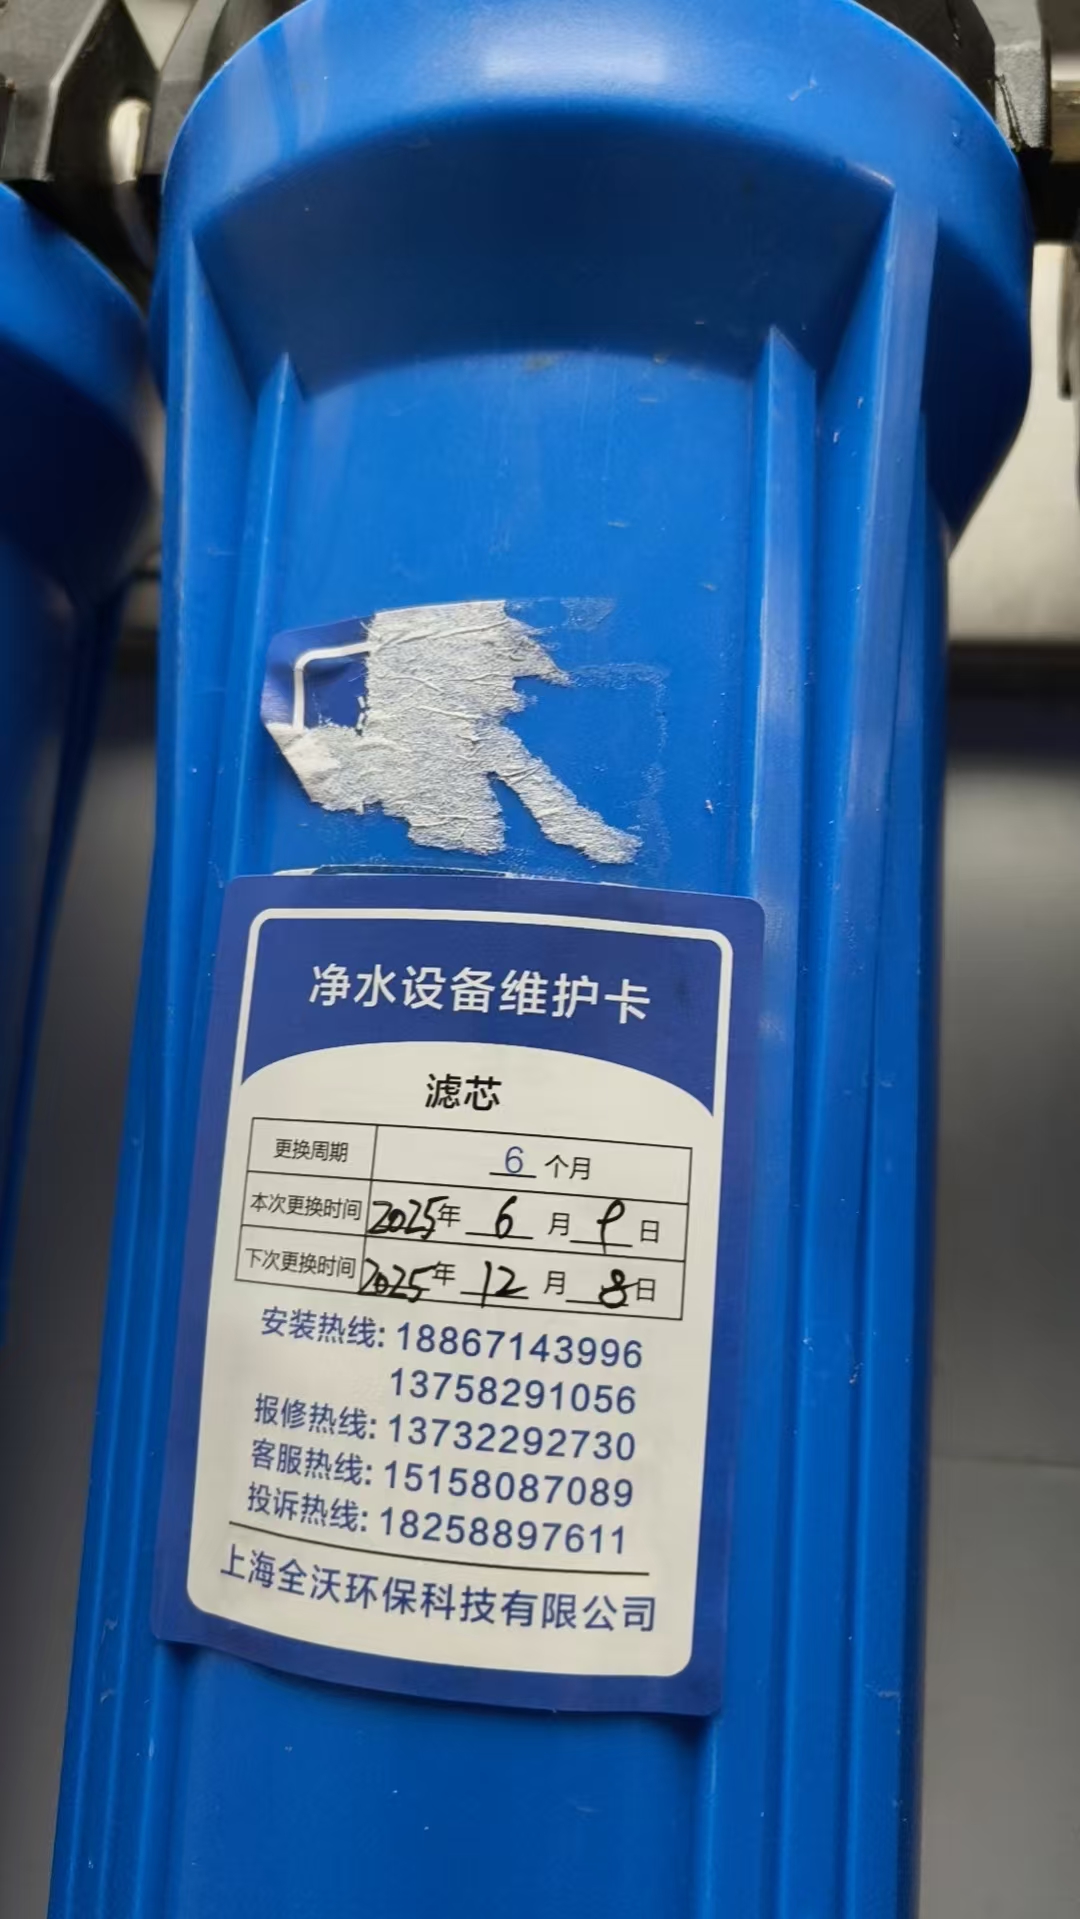 净水设备维护卡
滤芯
更换周期 6 个月
本次更换时间 2025年 6 月 9 日
下次更换时间 2025年 12 月 8 日
安装热线: 18867143996
13758291056
报修热线: 13732292730
客服热线: 15158087089
投诉热线: 18258897611
上海全沃环保科技有限公司